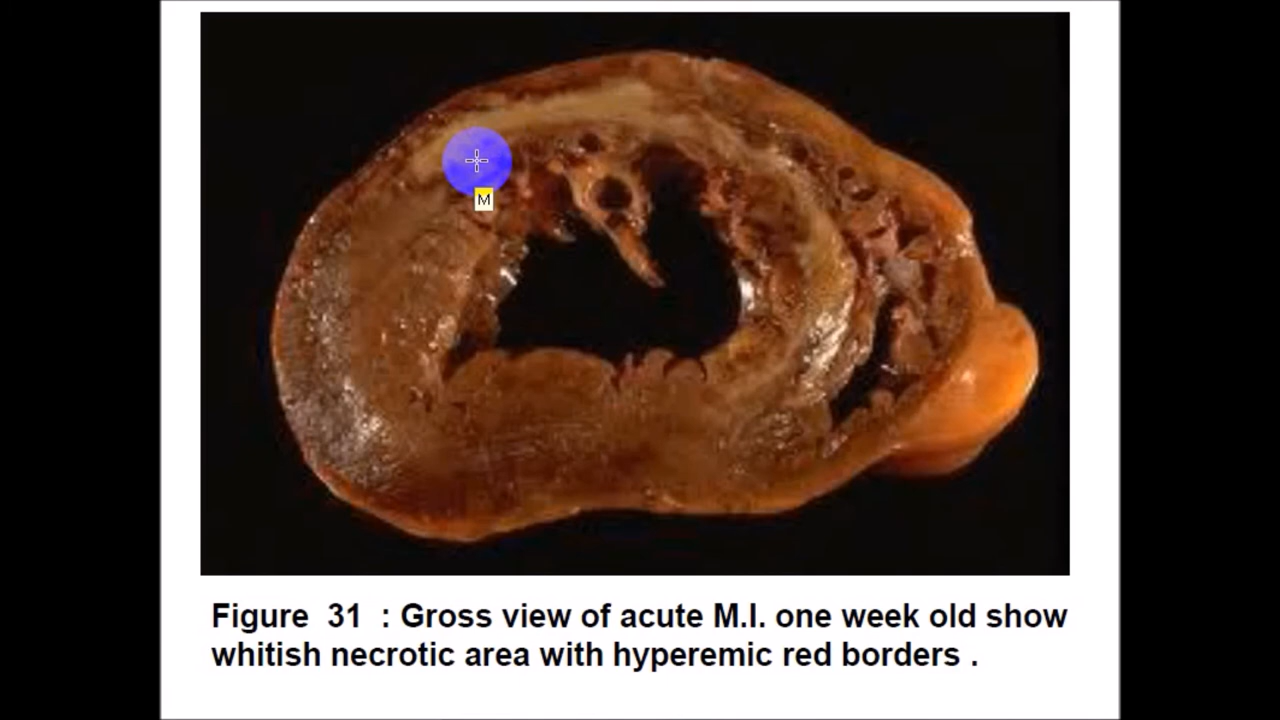 M
Figure 31 : Gross view of acute M.I. one week old show
whitish necrotic area with hyperemic red borders .